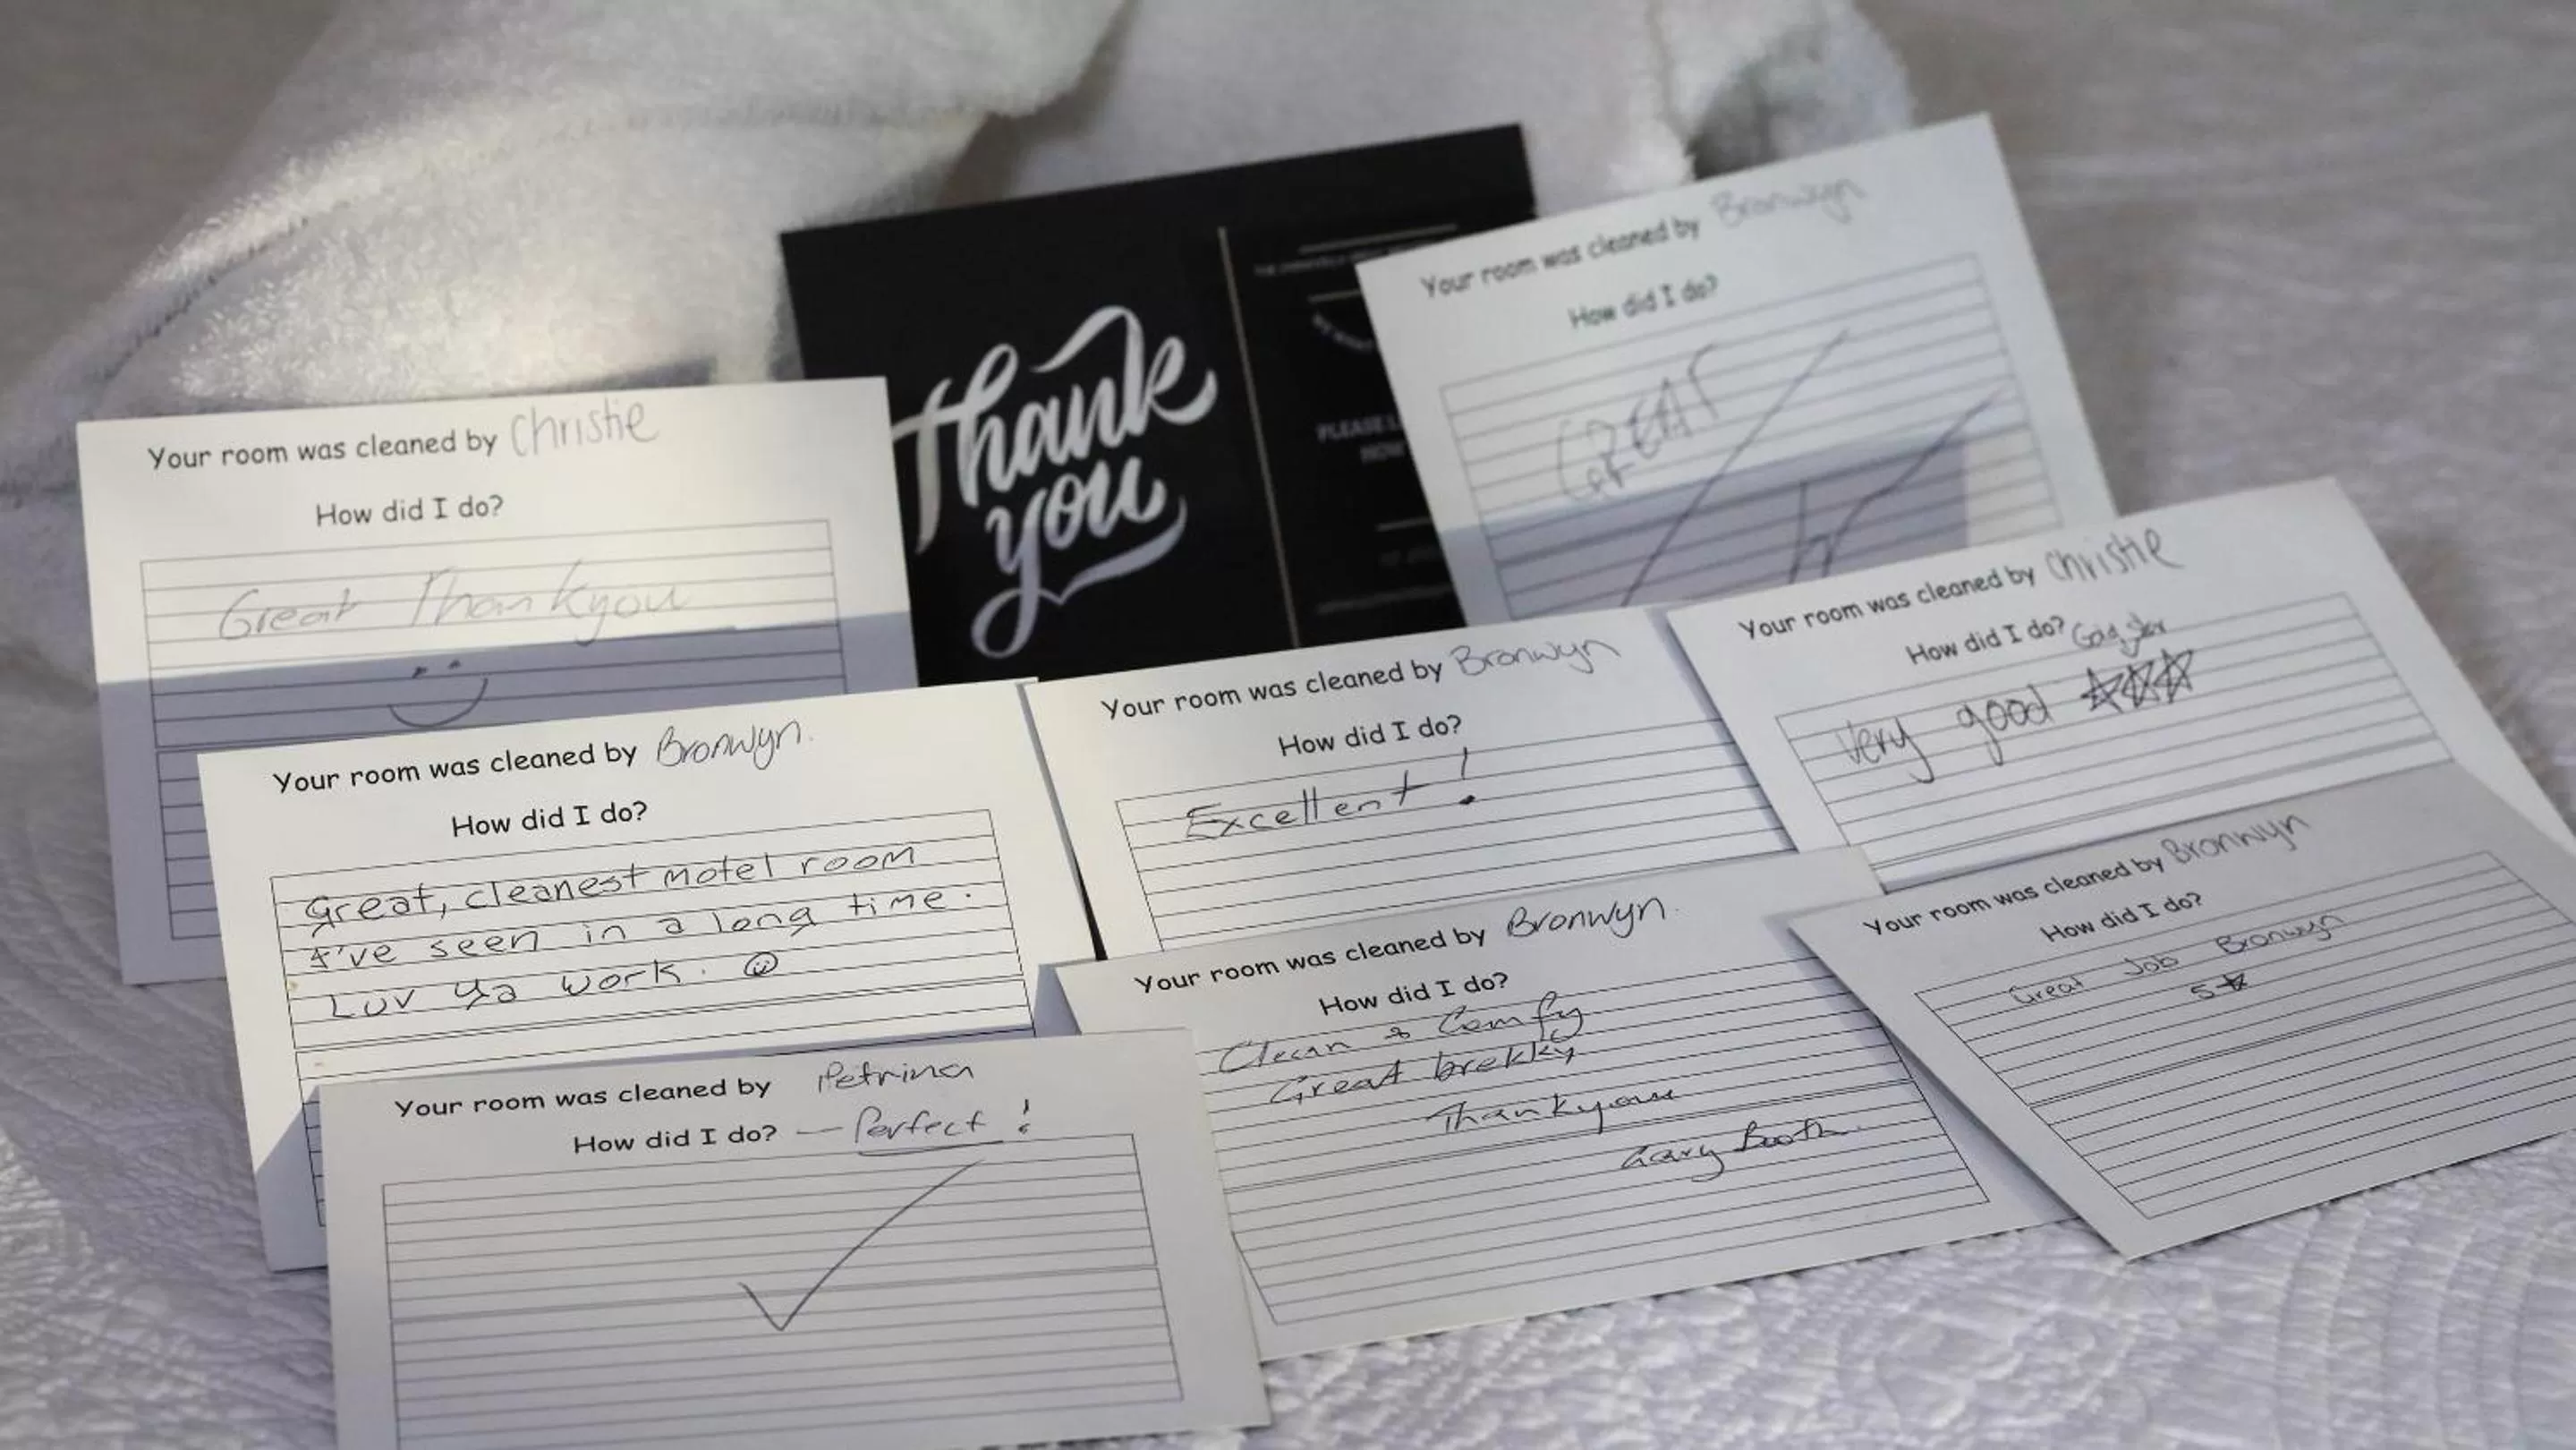 Your room was cleaned by Christie
How did I do?
Great Thankyou
Thank
you
PLEASE
Your room was cleaned by Bronwyn
How did I do?
GREAT
Your room was cleaned by Christie
How did I do? Gold Star
Very good
Your room was cleaned by Bronwyn.
How did I do?
Great, cleanest motel room
I've seen in a long time.
Luv ya work.
Your room was cleaned by Bronwyn
How did I do?
Excellent!
Your room was cleaned by Bronwyn
How did I do?
Great Job Bronwyn
5
Your room was cleaned by Bronwyn.
How did I do?
Clean & Comfy
Great brekky
Thankyou
Gary Booth.
Your room was cleaned by Petrina
How did I do? — Perfect!